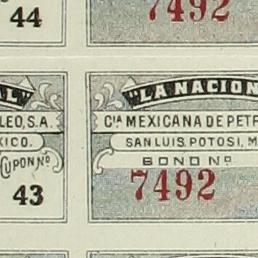 44
7492
"LA NACION
CIA MEXICANA DE PETR
SAN LUIS POTOSI, M
BONO Nº
7492
LEO, S.A.
XICO.
CUPON Nº
43